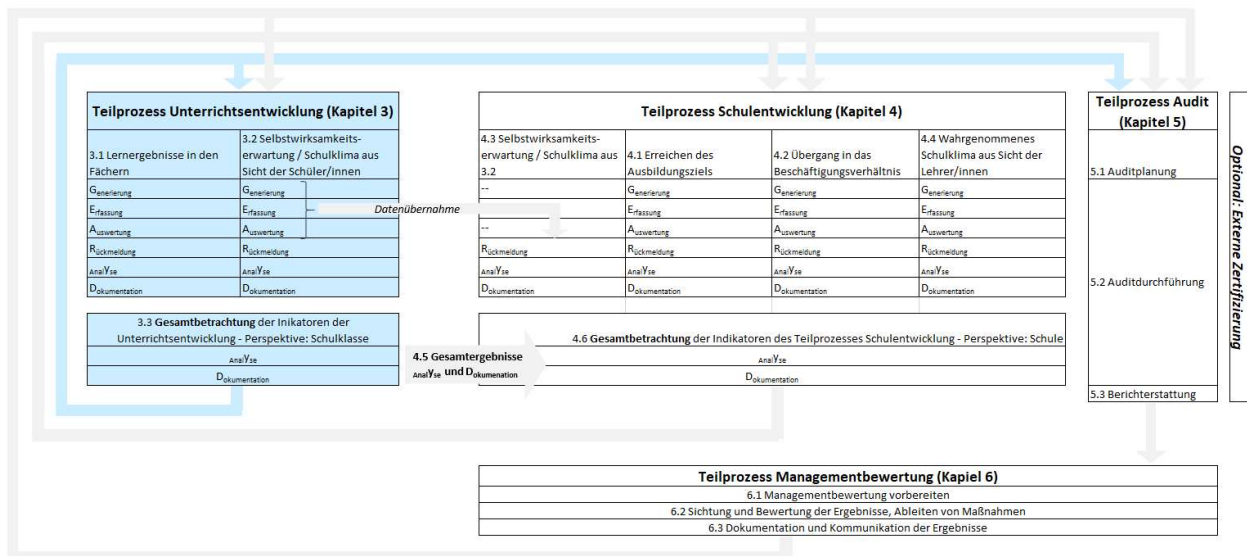 Teilprozess Unterrichtsentwicklung (Kapitel 3)
3.1 Lernergebnisse in den
Fächern
3.2 Selbstwirksamkeits-
erwartung / Schulklima aus
Sicht der Schüler/innen
Generierung
Generierung
Erfassung
Erfassung
Auswertung
Auswertung
Rückmeldung
Rückmeldung
Analyse
Analyse
Dokumentation
Dokumentation
3.3 Gesamtbetrachtung der Inikatoren der
Unterrichtsentwicklung - Perspektive: Schulklasse
Analyse
Dokumentation
Datenübernahme
4.5 Gesamtergebnisse
Analyse und Dokumenation
Teilprozess Schulentwicklung (Kapitel 4)
4.3 Selbstwirksamkeits-
erwartung / Schulklima aus
3.2
4.1 Erreichen des
Ausbildungsziels
4.2 Übergang in das
Beschäftigungsverhältnis
4.4 Wahrgenommenes
Schulklima aus Sicht der
Lehrer/innen
--
Generierung
Generierung
Generierung
Erfassung
Erfassung
Erfassung
--
Auswertung
Auswertung
Auswertung
Rückmeldung
Rückmeldung
Rückmeldung
Rückmeldung
Analyse
Analyse
Analyse
Analyse
Dokumentation
Dokumentation
Dokumentation
Dokumentation
4.6 Gesamtbetrachtung der Indikatoren des Teilprozesses Schulentwicklung - Perspektive: Schule
Analyse
Dokumentation
Teilprozess Audit
(Kapitel 5)
5.1 Auditplanung
5.2 Auditdurchführung
5.3 Berichterstattung
Optional: Externe Zertifizierung
Teilprozess Managementbewertung (Kapiel 6)
6.1 Managementbewertung vorbereiten
6.2 Sichtung und Bewertung der Ergebnisse, Ableiten von Maßnahmen
6.3 Dokumentation und Kommunikation der Ergebnisse